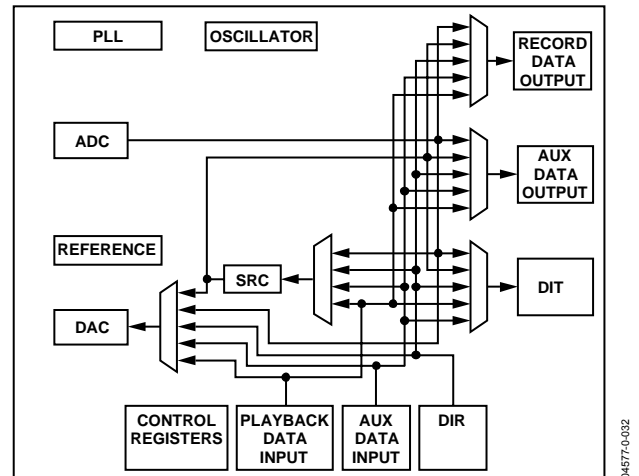 PLL
OSCILLATOR
RECORD
DATA
OUTPUT
ADC
AUX
DATA
OUTPUT
REFERENCE
SRC
DIT
DAC
CONTROL
REGISTERS
PLAYBACK
DATA
INPUT
AUX
DATA
INPUT
DIR
04577-0-032